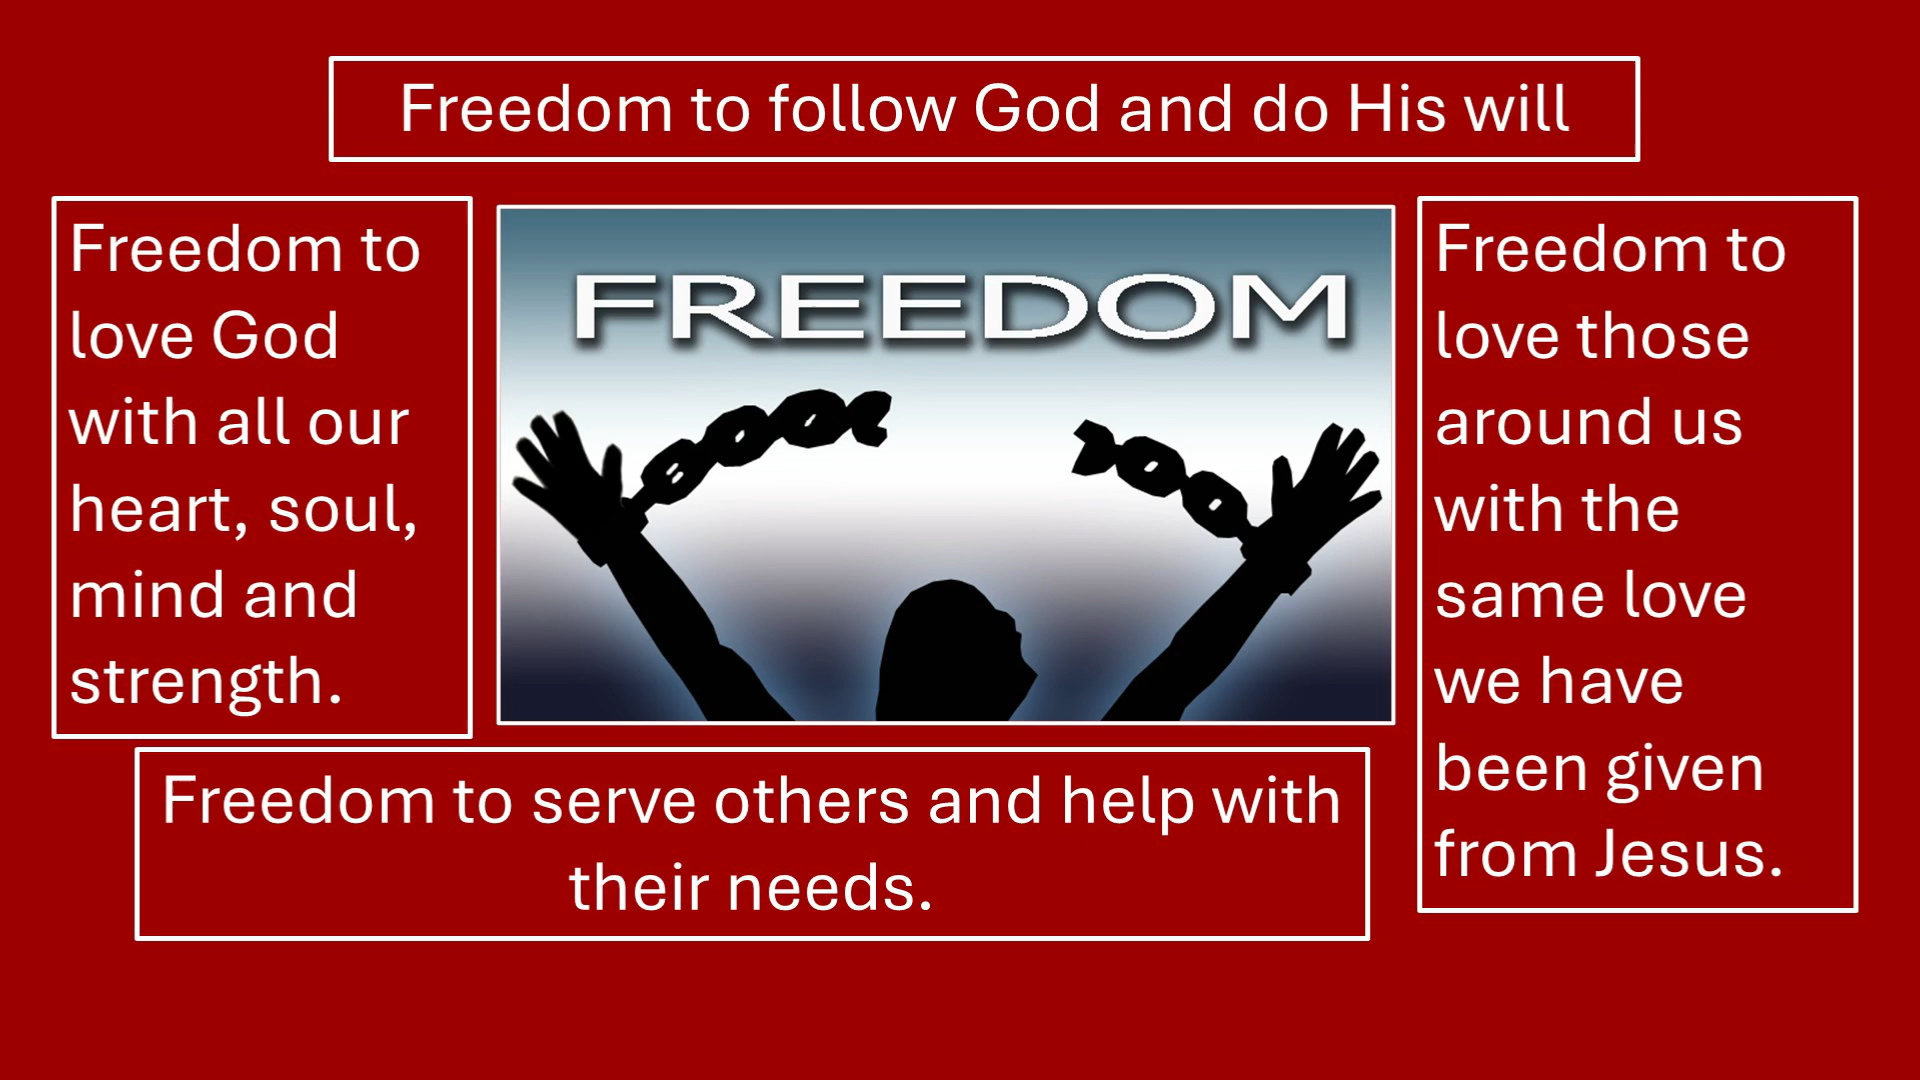 Freedom to follow God and do His will
Freedom to
love God
with all our
heart, soul,
mind and
strength.
FREEDOM
Freedom to
love those
around us
with the
same love
we have
been given
from Jesus.
Freedom to serve others and help with
their needs.